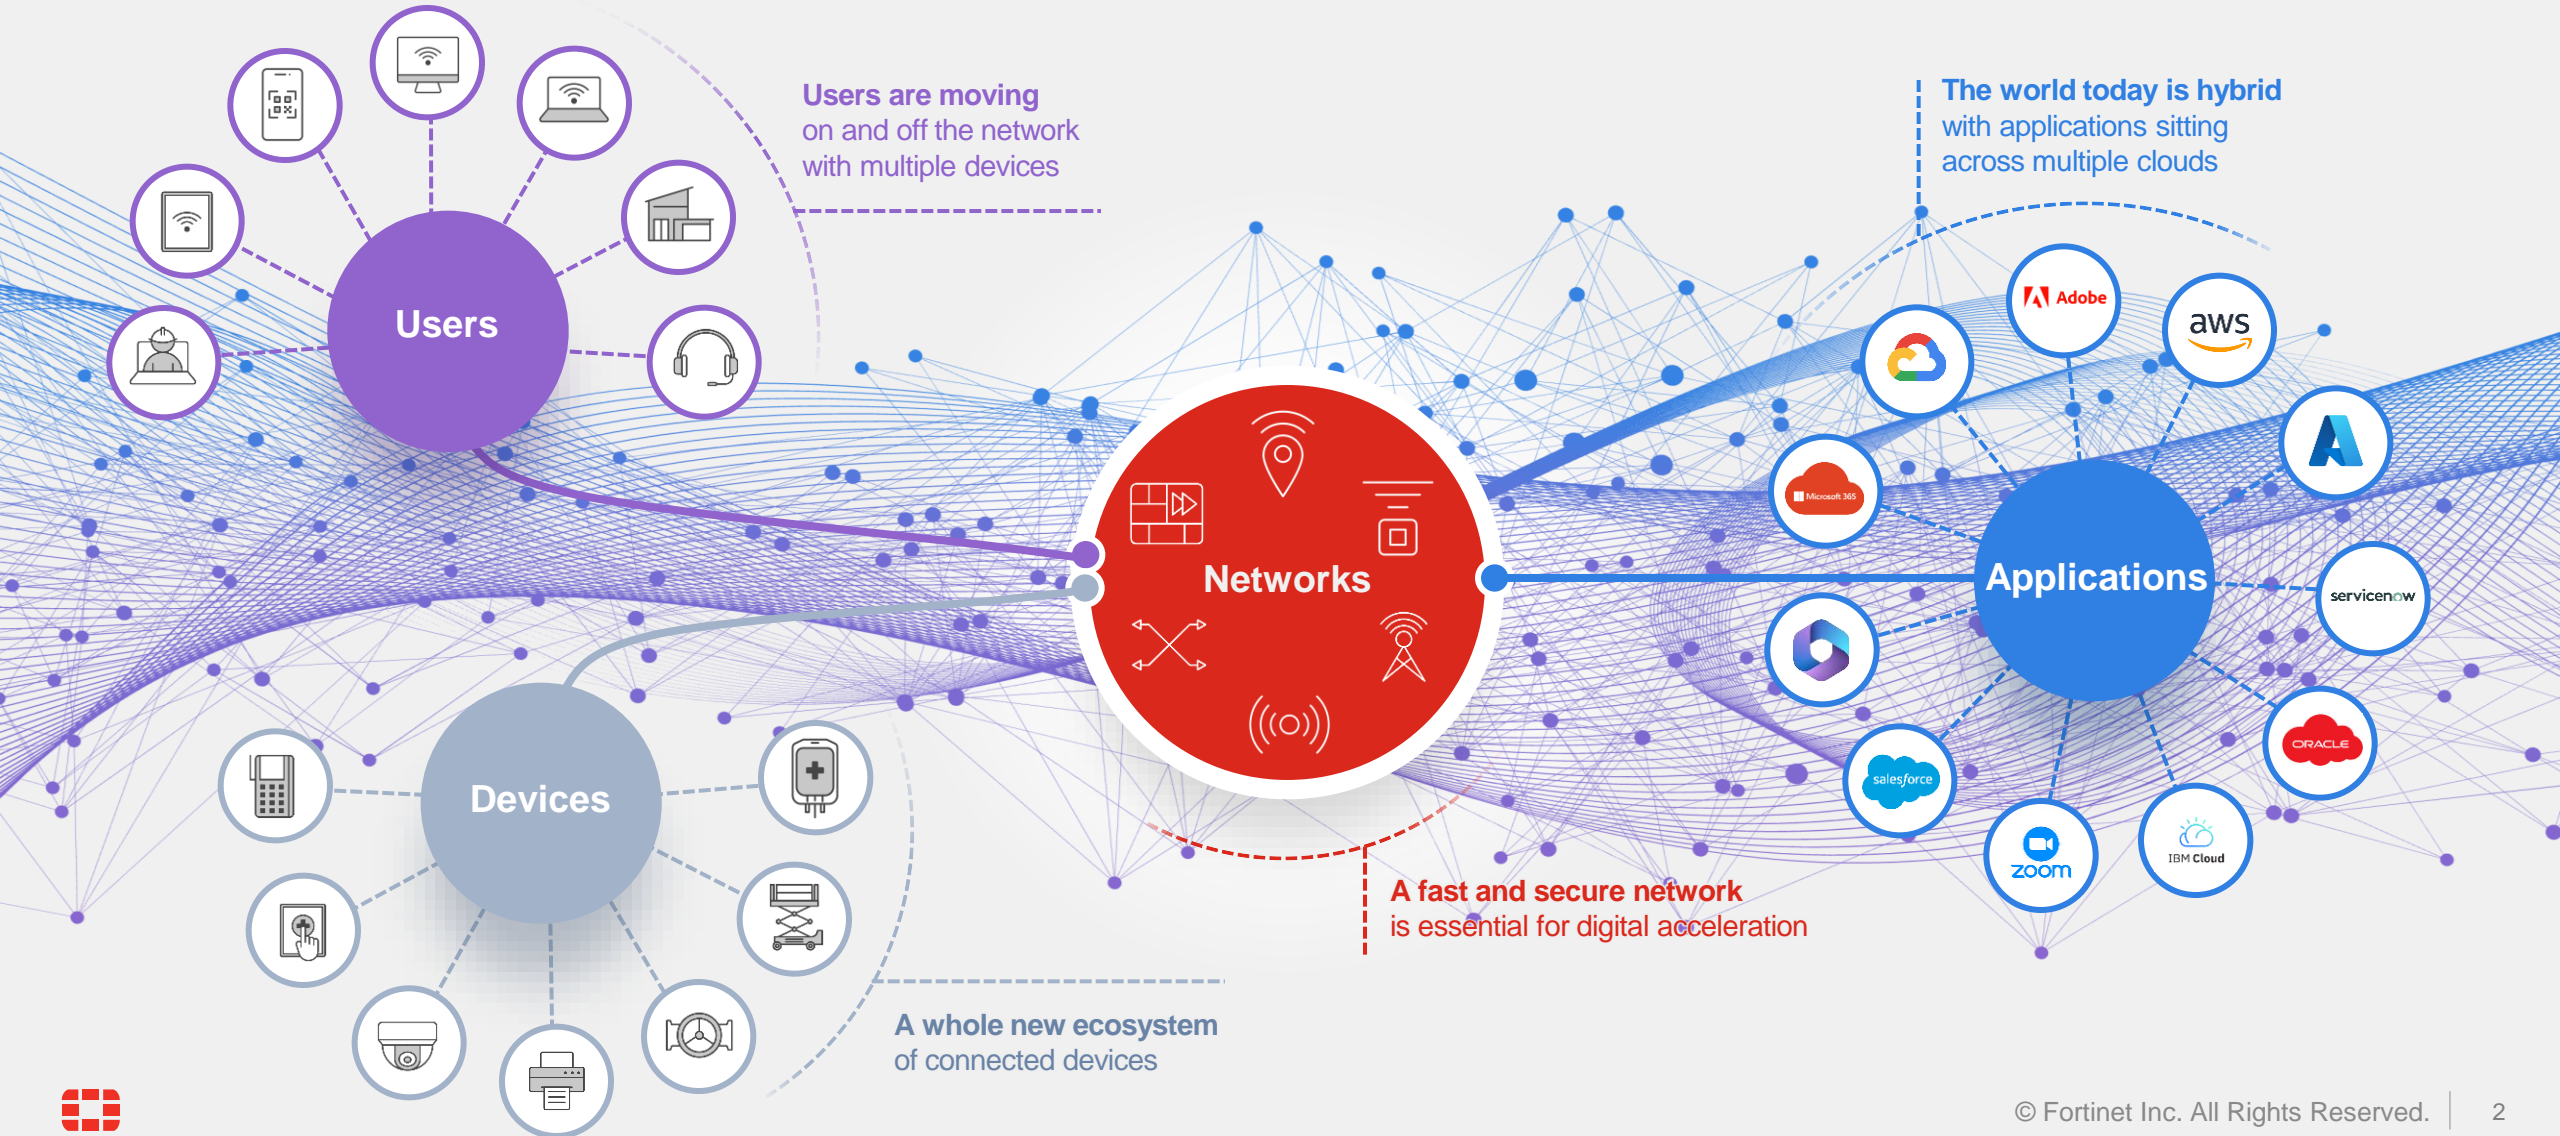 Users are moving
on and off the network
with multiple devices
The world today is hybrid
with applications sitting
across multiple clouds
Users
Adobe
aws
Microsoft 365
Networks
Applications
servicenow
ORACLE
salesforce
zoom
IBM Cloud
Devices
A fast and secure network
is essential for digital acceleration
A whole new ecosystem
of connected devices
© Fortinet Inc. All Rights Reserved.
2